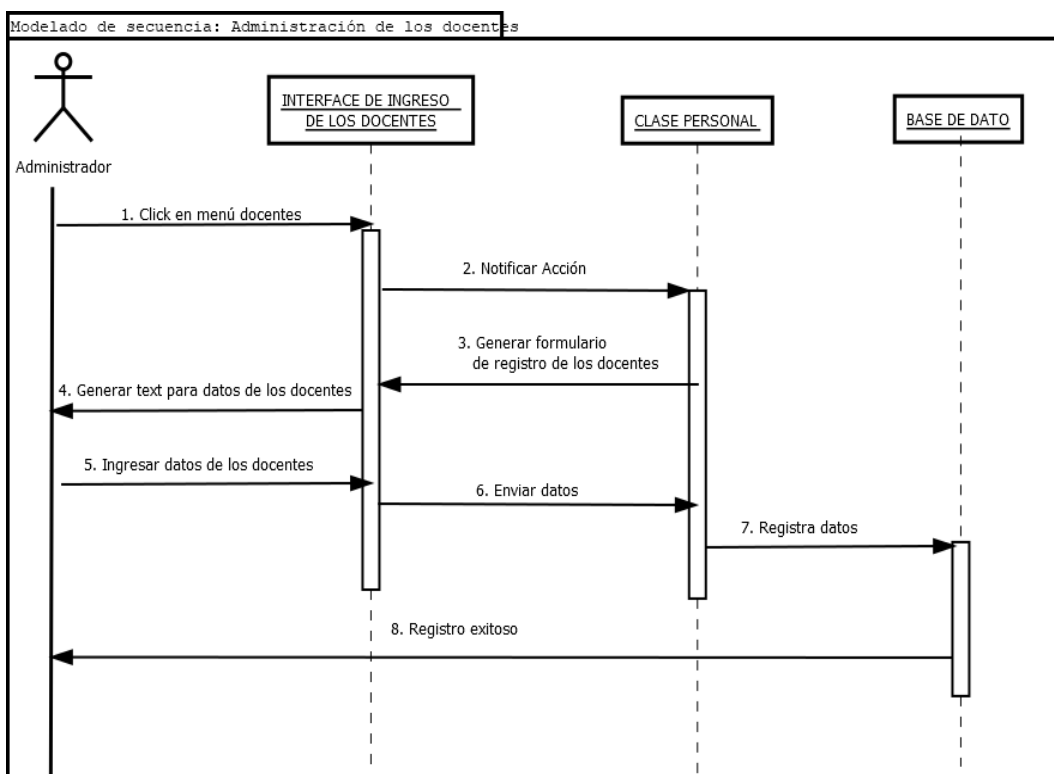 Modelado de secuencia: Administración de los docentes
INTERFACE DE INGRESO
DE LOS DOCENTES
CLASE PERSONAL
BASE DE DATO
Administrador
1. Click en menú docentes
2. Notificar Acción
3. Generar formulario
de registro de los docentes
4. Generar text para datos de los docentes
5. Ingresar datos de los docentes
6. Enviar datos
7. Registra datos
8. Registro exitoso